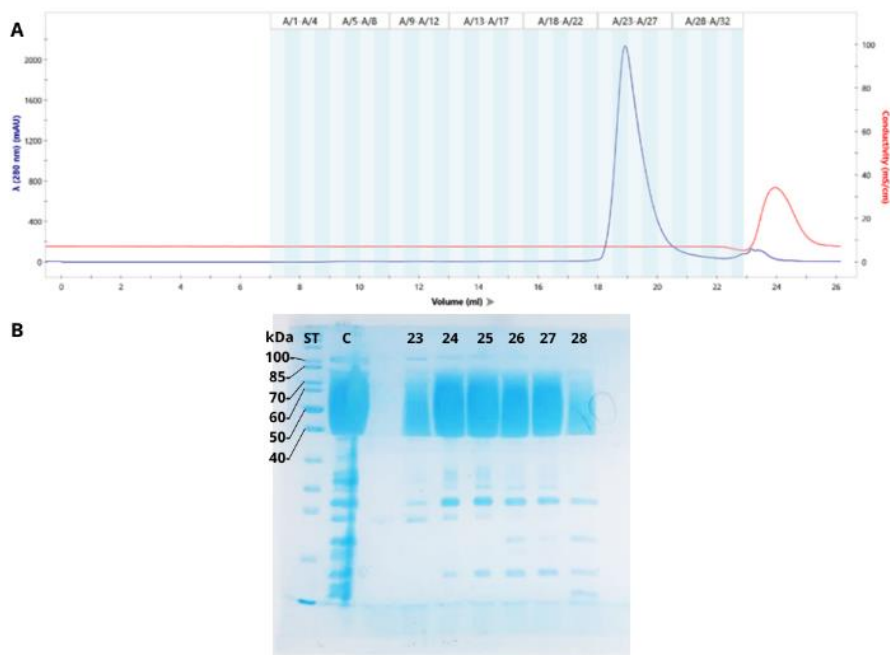 A
A/1-A/4 A/5-A/8 A/9-A/12 A/13-A/17 A/18-A/22 A/23-A/27 A/28-A/32
2000
1600
1200
800
400
0
λ (280 nm) (mAU)
100
80
60
40
20
0
Conductivity (mS/cm)
0 2 4 6 8 10 12 14 16 18 20 22 24 26
Volume (ml)
B
kDa ST C 23 24 25 26 27 28
100
85
70
60
50
40